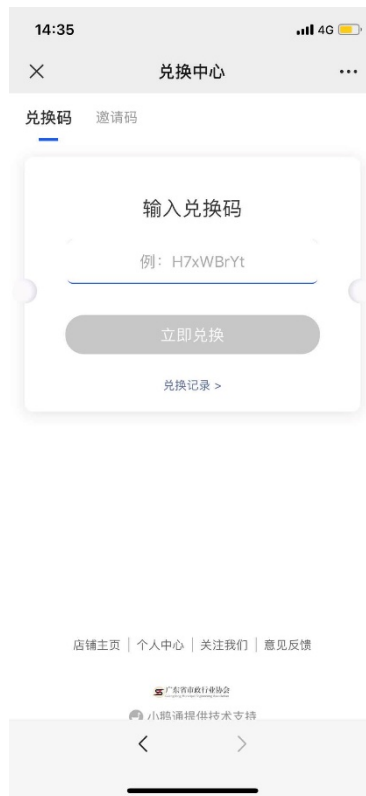 14:35
4G
兑换中心
兑换码 邀请码
输入兑换码
例：H7xWBrYt
立即兑换
兑换记录 >
店铺主页 | 个人中心 | 关注我们 | 意见反馈
广东省市政行业协会
小鹅通提供技术支持